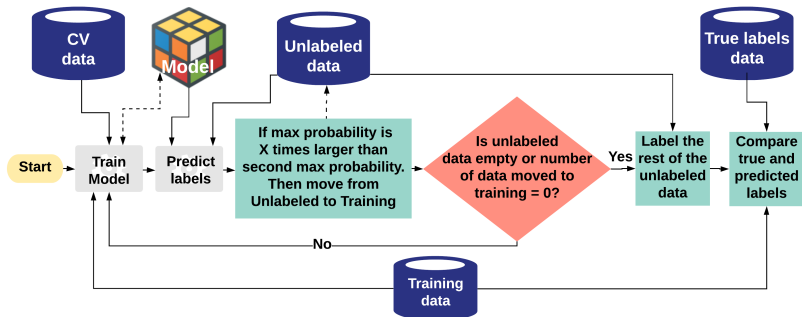 CV
data
Model
Unlabeled
data
True labels
data
Start
Train
Model
Predict
labels
If max probability is
X times larger than
second max probability.
Then move from
Unlabeled to Training
Is unlabeled
data empty or number
of data moved to
training = 0?
Yes
Label the
rest of the
unlabeled
data
Compare
true and
predicted
labels
No
Training
data